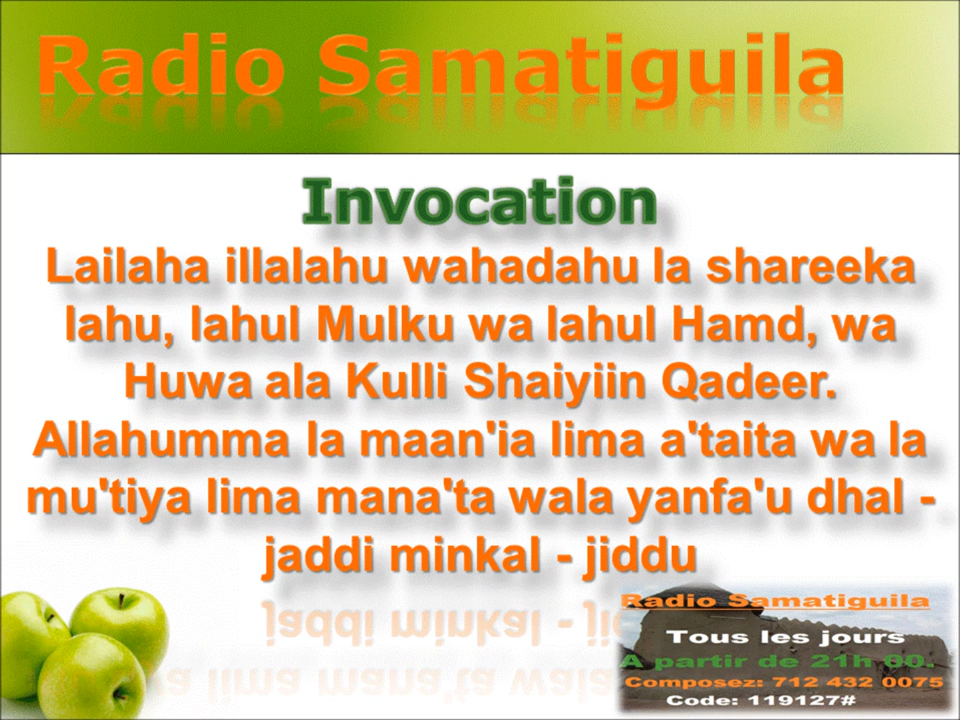 Radio Samatiguila
Invocation
Lailaha illalahu wahadahu la shareeka
lahu, lahul Mulku wa lahul Hamd, wa
Huwa ala Kulli Shaiyiin Qadeer.
Allahumma la maan'ia lima a'taita wa la
mu'tiya lima mana'ta wala yanfa'u dhal -
jaddi minkal - jiddu
Radio Samatiguila
Tous les jours
A partir de 21h 00.
Composez: 712 432 0075
Code: 119127#